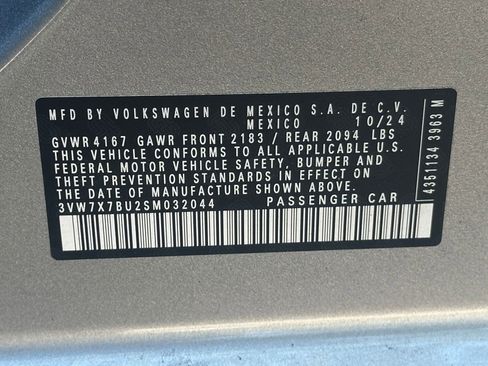 MFD BY VOLKSWAGEN DE MEXICO S.A. DE C.V.
MEXICO 10/24
GVWR 4167 GAWR FRONT 2183 / REAR 2094 LBS
THIS VEHICLE CONFORMS TO ALL APPLICABLE U.S.
FEDERAL MOTOR VEHICLE SAFETY, BUMPER AND
THEFT PREVENTION STANDARDS IN EFFECT ON THE
DATE OF MANUFACTURE SHOWN ABOVE.
3VW7X7BU2SM032044 PASSENGER CAR
4351134 3963 M